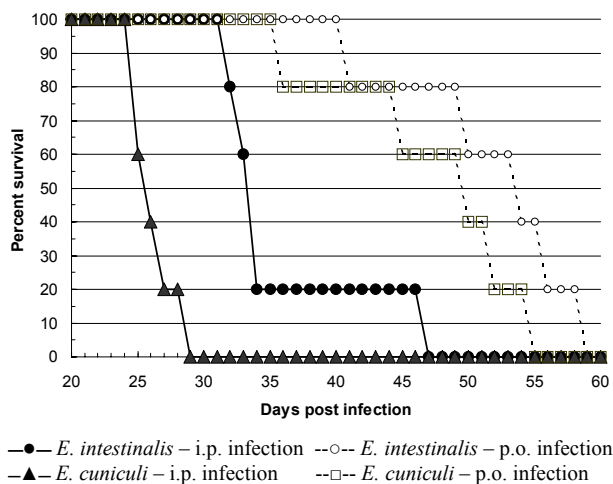 100
90
80
70
60
50
40
30
20
10
0
Percent survival
20 25 30 35 40 45 50 55 60
Days post infection
E. intestinalis – i.p. infection E. intestinalis – p.o. infection
E. cuniculi – i.p. infection E. cuniculi – p.o. infection